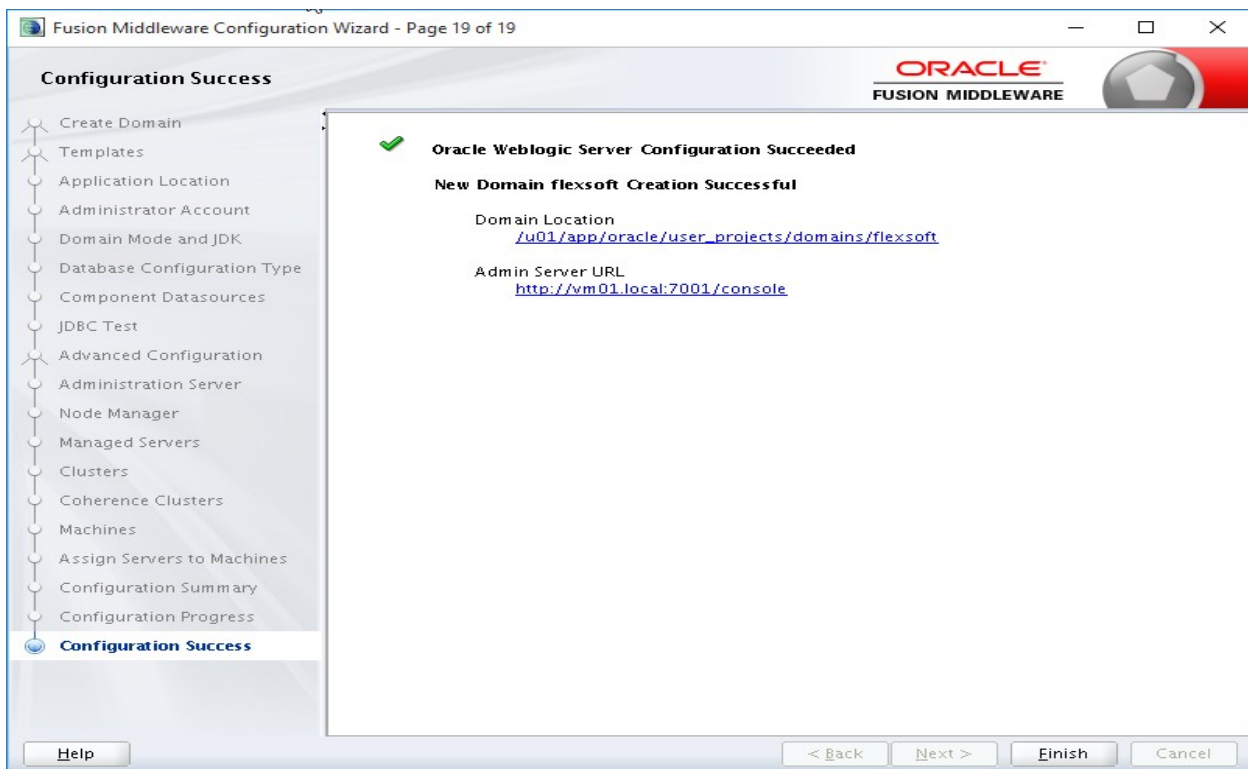 Fusion Middleware Configuration Wizard - Page 19 of 19
Configuration Success
ORACLE
FUSION MIDDLEWARE
Create Domain
Templates
Application Location
Administrator Account
Domain Mode and JDK
Database Configuration Type
Component Datasources
JDBC Test
Advanced Configuration
Administration Server
Node Manager
Managed Servers
Clusters
Coherence Clusters
Machines
Assign Servers to Machines
Configuration Summary
Configuration Progress
Configuration Success
Oracle Weblogic Server Configuration Succeeded
New Domain flexsoft Creation Successful
Domain Location
/u01/app/oracle/user_projects/domains/flexsoft
Admin Server URL
http://vm01.local:7001/console
Help
< Back
Next >
Finish
Cancel